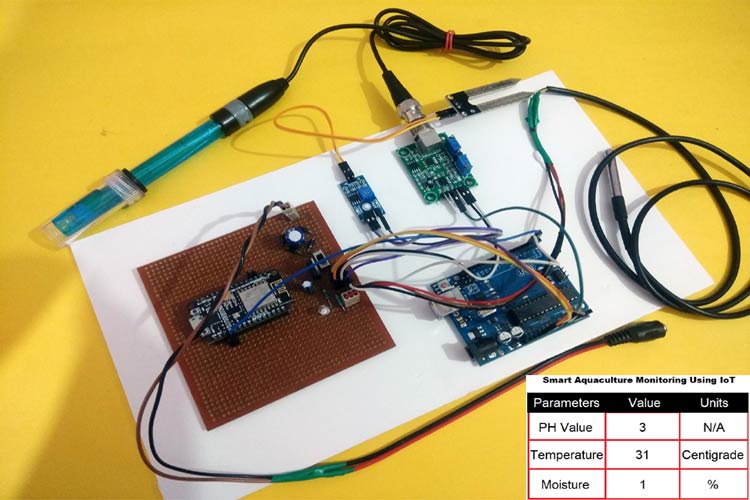 Smart Aquaculture Monitoring Using IoT
Parameters Value Units
PH Value 3 N/A
Temperature 31 Centigrade
Moisture 1 %